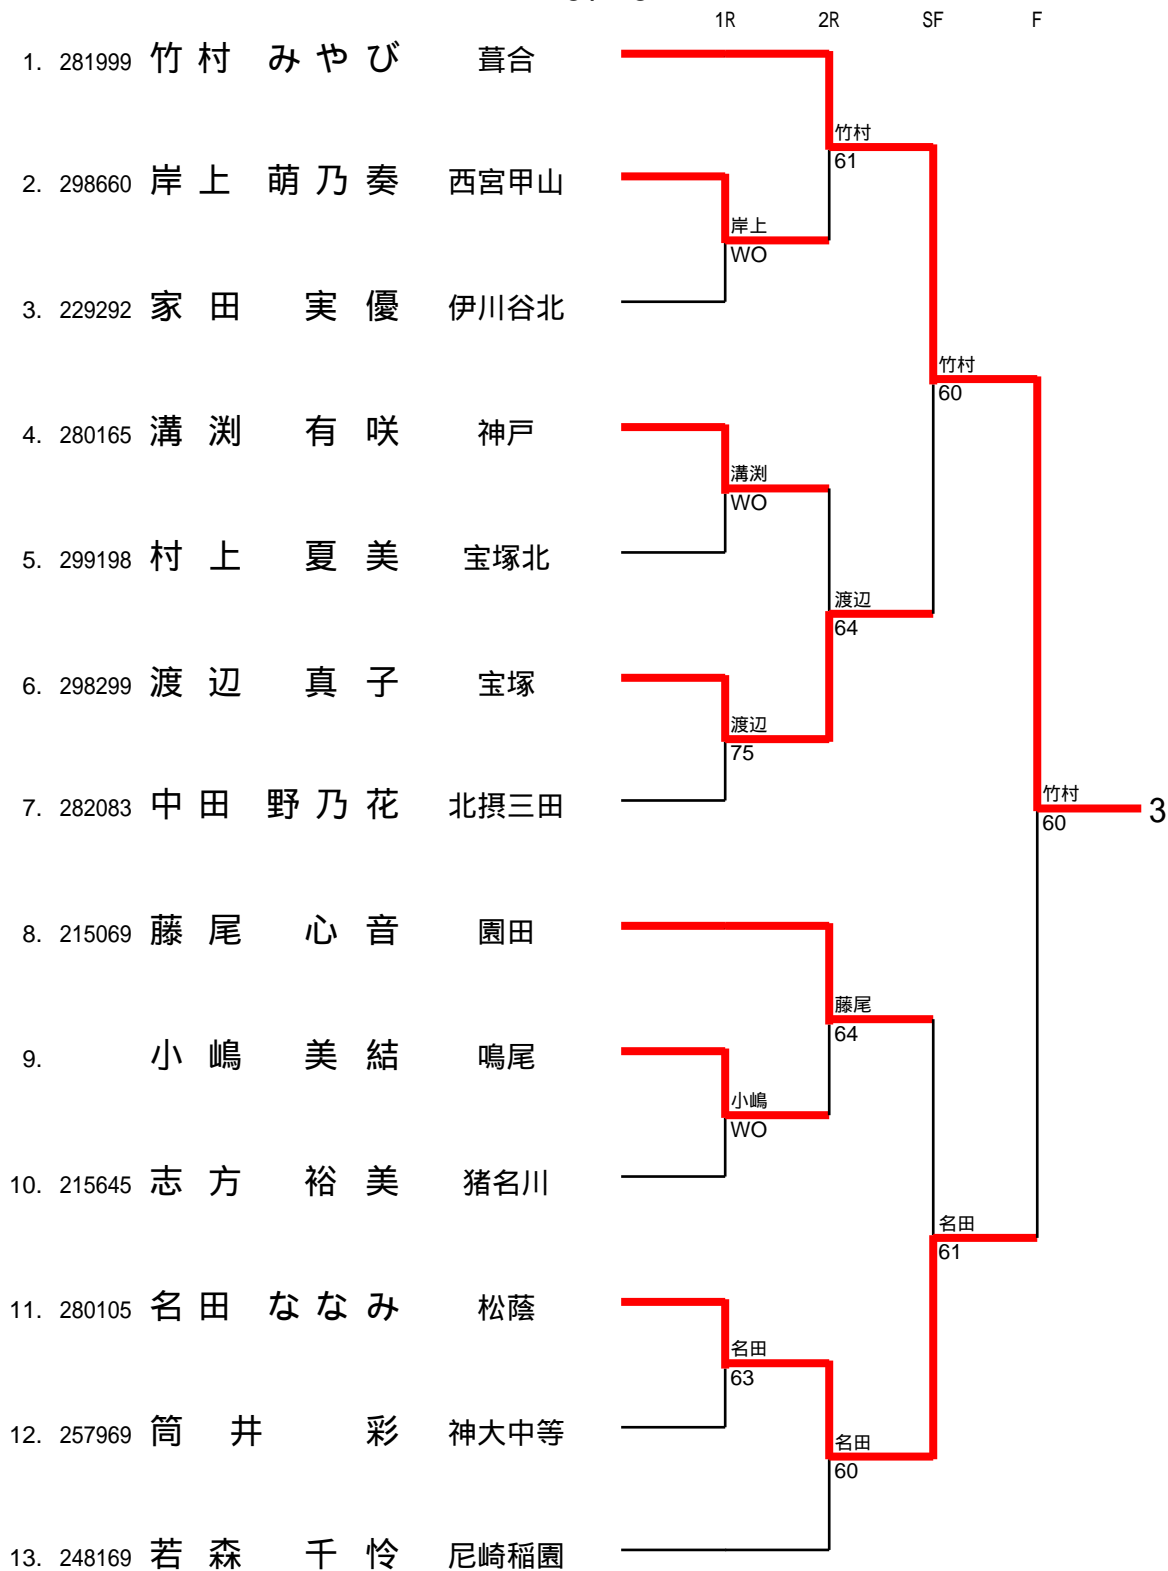 1R 2R SF F
1. 281999 竹村 みやび 葺合
竹村
61
2. 298660 岸上 萌乃奏 西宮甲山
岸上
WO
3. 229292 家田 実優 伊川谷北
竹村
60
4. 280165 溝渕 有咲 神戸
溝渕
WO
5. 299198 村上 夏美 宝塚北
渡辺
64
6. 298299 渡辺 真子 宝塚
渡辺
75
7. 282083 中田 野乃花 北摂三田
竹村
60
3
8. 215069 藤尾 心音 園田
藤尾
64
9. 小嶋 美結 鳴尾
小嶋
WO
10. 215645 志方 裕美 猪名川
名田
61
11. 280105 名田 ななみ 松蔭
名田
63
12. 257969 筒井 彩 神大中等
名田
60
13. 248169 若森 千怜 尼崎稲園